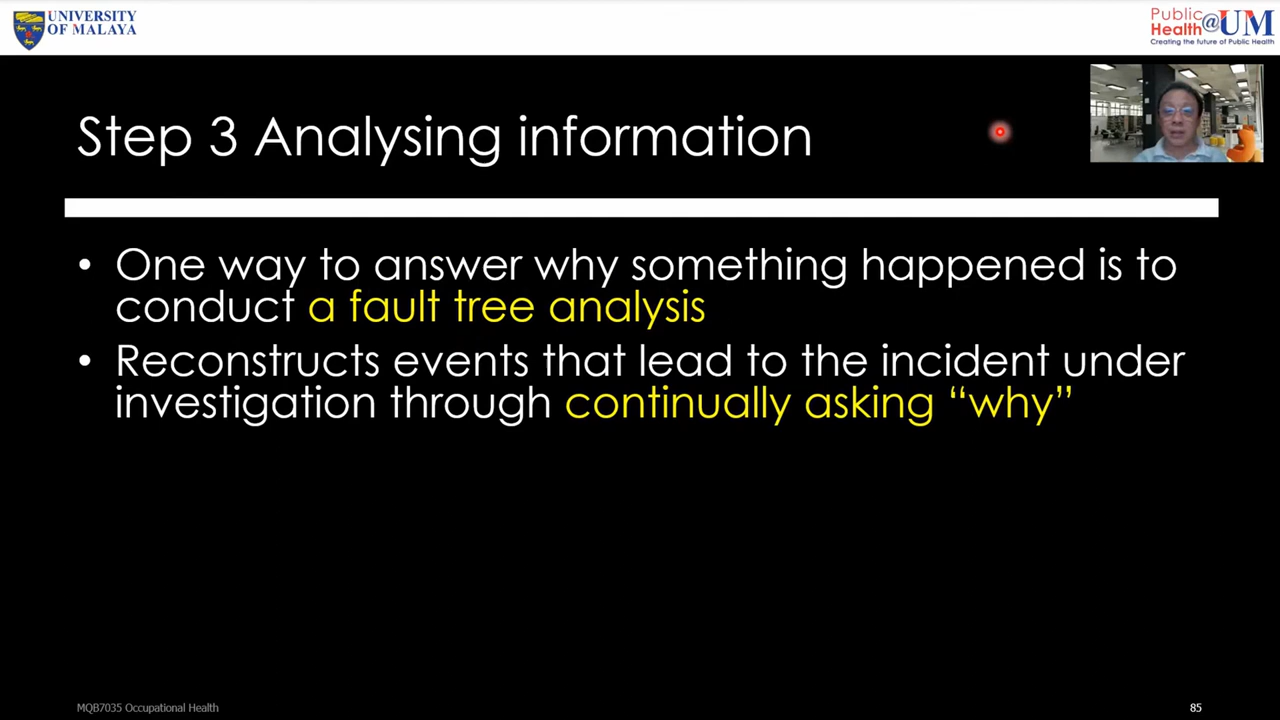 UNIVERSITY
OF MALAYA
Public
Health@UM
Creating the future of Public Health
Step 3 Analysing information
• One way to answer why something happened is to
conduct a fault tree analysis
• Reconstructs events that lead to the incident under
investigation through continually asking “why”
MQB7035 Occupational Health
85